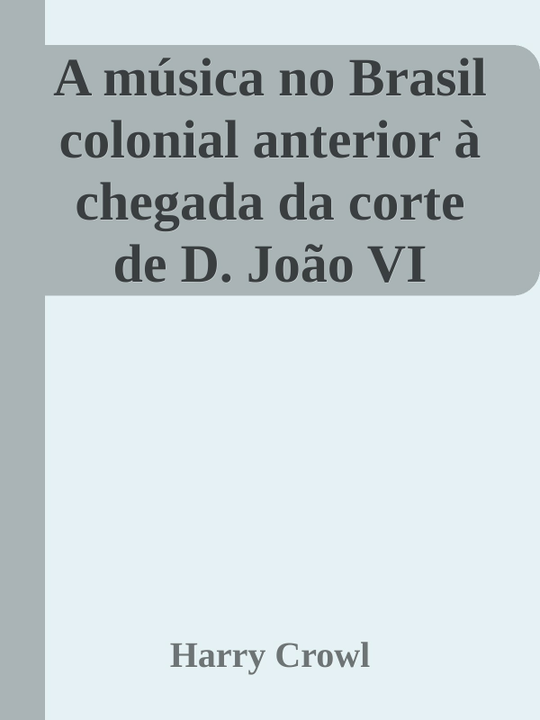 A música no Brasil
colonial anterior à
chegada da corte
de D. João VI
Harry Crowl